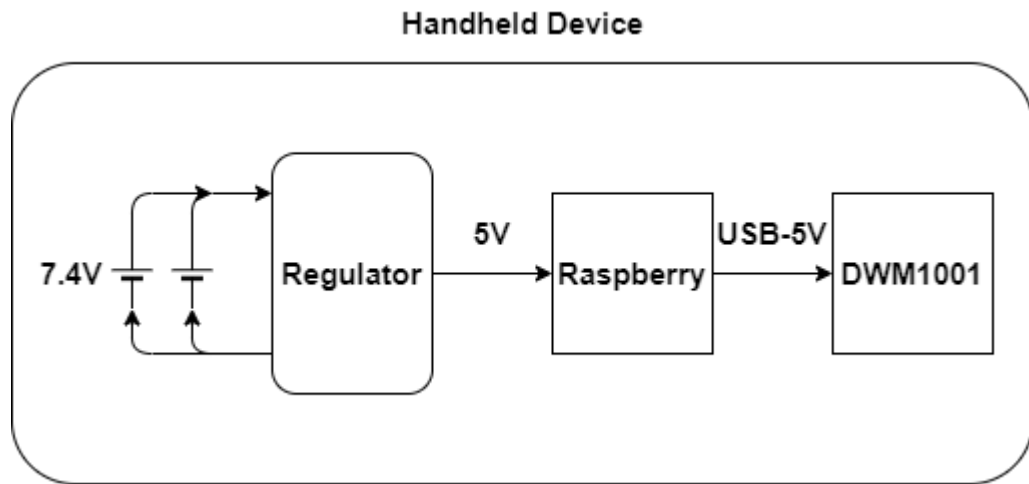 Handheld Device
7.4V
Regulator
5V
Raspberry
USB-5V
DWM1001